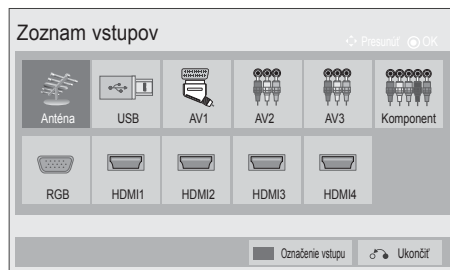 Zoznam vstupov
Presunúť OK
Anténa USB AV1 AV2 AV3 Komponent
RGB HDMI1 HDMI2 HDMI3 HDMI4
Označenie vstupu Ukončiť